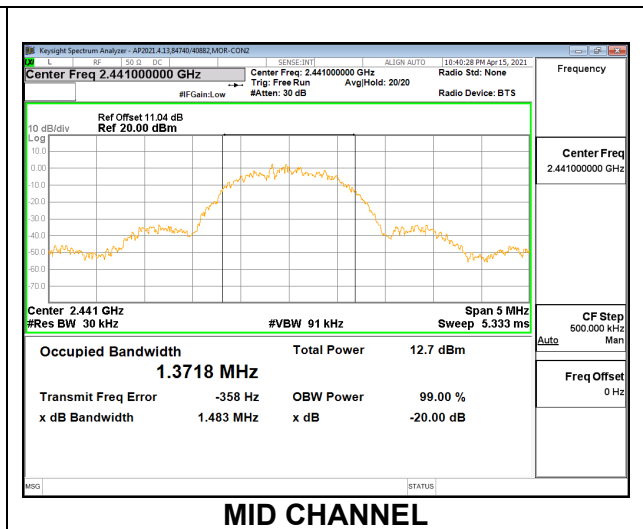 Keysight Spectrum Analyzer - AP2021.4.13,84740/40882,MOR-CON2
L RF 50 Ω DC SENSE:INT ALIGN AUTO 10:40:28 PM Apr 15, 2021
Center Freq 2.441000000 GHz
Center Freq: 2.441000000 GHz Radio Std: None
Trig: Free Run Avg|Hold: 20/20
#IFGain:Low #Atten: 30 dB Radio Device: BTS
Ref Offset 11.04 dB
10 dB/div Ref 20.00 dBm
Log
10.0
0.00
-10.0
-20.0
-30.0
-40.0
-50.0
-60.0
-70.0
Center 2.441 GHz Span 5 MHz
#Res BW 30 kHz #VBW 91 kHz Sweep 5.333 ms
Occupied Bandwidth Total Power 12.7 dBm
1.3718 MHz
Transmit Freq Error -358 Hz OBW Power 99.00 %
x dB Bandwidth 1.483 MHz x dB -20.00 dB
Frequency
Center Freq
2.441000000 GHz
CF Step
500.000 kHz
Auto Man
Freq Offset
0 Hz
MSG STATUS
MID CHANNEL